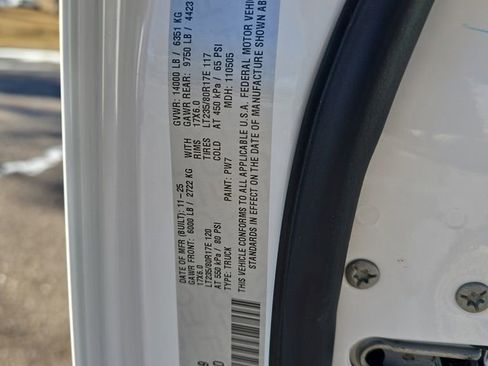 DATE OF MFR (BUILT): 11-25 GVWR: 14000 LB / 6351 KG
GAWR FRONT: 6000 LB / 2722 KG WITH GAWR REAR: 9750 LB / 4423
17X6.0 RIMS 17X6.0
LT235/80R17E 120 TIRES LT235/80R17E 117
AT 550 kPa / 80 PSI COLD AT 450 kPa / 65 PSI
TYPE: TRUCK PAINT: PW7 MDH: 110505
THIS VEHICLE CONFORMS TO ALL APPLICABLE U.S.A. FEDERAL MOTOR VEHI
STANDARDS IN EFFECT ON THE DATE OF MANUFACTURE SHOWN AB